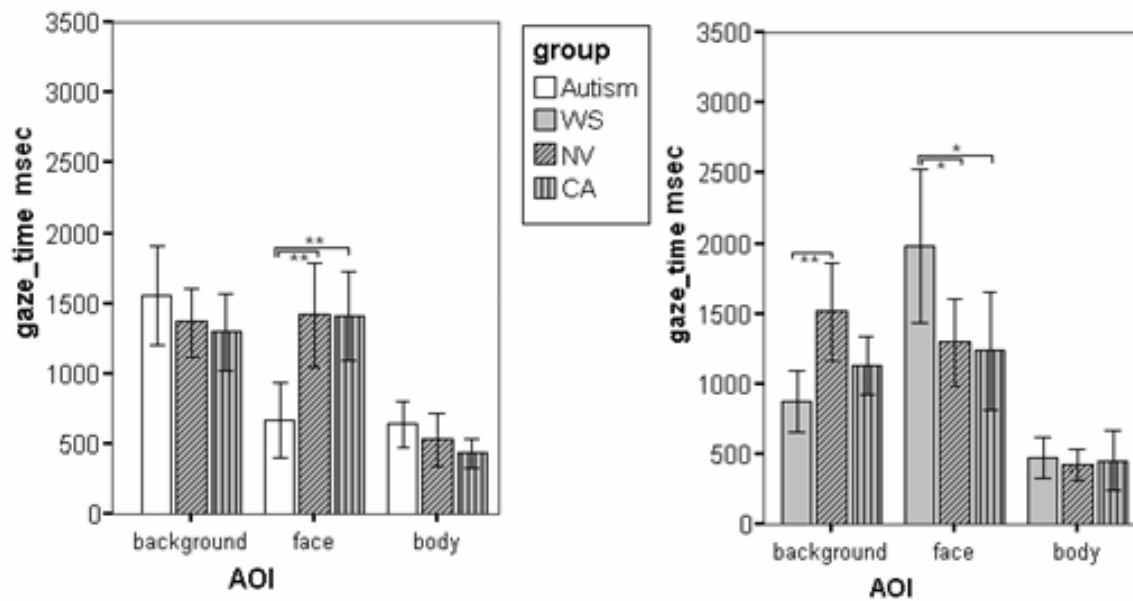 3500
3000
2500
2000
1500
1000
500
0
gaze_time msec
**
**
background face body
AOI
group
Autism
WS
NV
CA
3500
3000
2500
2000
1500
1000
500
0
gaze_time msec
**
*
*
background face body
AOI